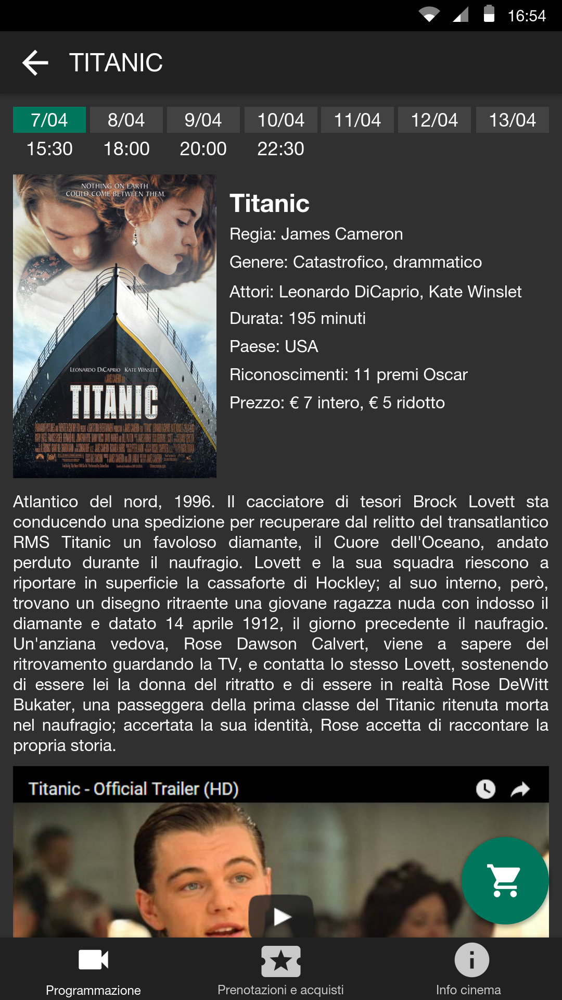 16:54
TITANIC
7/04 8/04 9/04 10/04 11/04 12/04 13/04
15:30 18:00 20:00 22:30
NOTHING ON EARTH
COULD COME BETWEEN THEM.
LEONARDO DICAPRIO KATE WINSLET
TITANIC
Titanic
Regia: James Cameron
Genere: Catastrofico, drammatico
Attori: Leonardo DiCaprio, Kate Winslet
Durata: 195 minuti
Paese: USA
Riconoscimenti: 11 premi Oscar
Prezzo: € 7 intero, € 5 ridotto
Atlantico del nord, 1996. Il cacciatore di tesori Brock Lovett sta
conducendo una spedizione per recuperare dal relitto del transatlantico
RMS Titanic un favoloso diamante, il Cuore dell'Oceano, andato
perduto durante il naufragio. Lovett e la sua squadra riescono a
riportare in superficie la cassaforte di Hockley; al suo interno, però,
trovano un disegno ritraente una giovane ragazza nuda con indosso il
diamante e datato 14 aprile 1912, il giorno precedente il naufragio.
Un'anziana vedova, Rose Dawson Calvert, viene a sapere del
ritrovamento guardando la TV, e contatta lo stesso Lovett, sostenendo
di essere lei la donna del ritratto e di essere in realtà Rose DeWitt
Bukater, una passeggera della prima classe del Titanic ritenuta morta
nel naufragio; accertata la sua identità, Rose accetta di raccontare la
propria storia.
Titanic - Official Trailer (HD)
Programmazione
Prenotazioni e acquisti
Info cinema